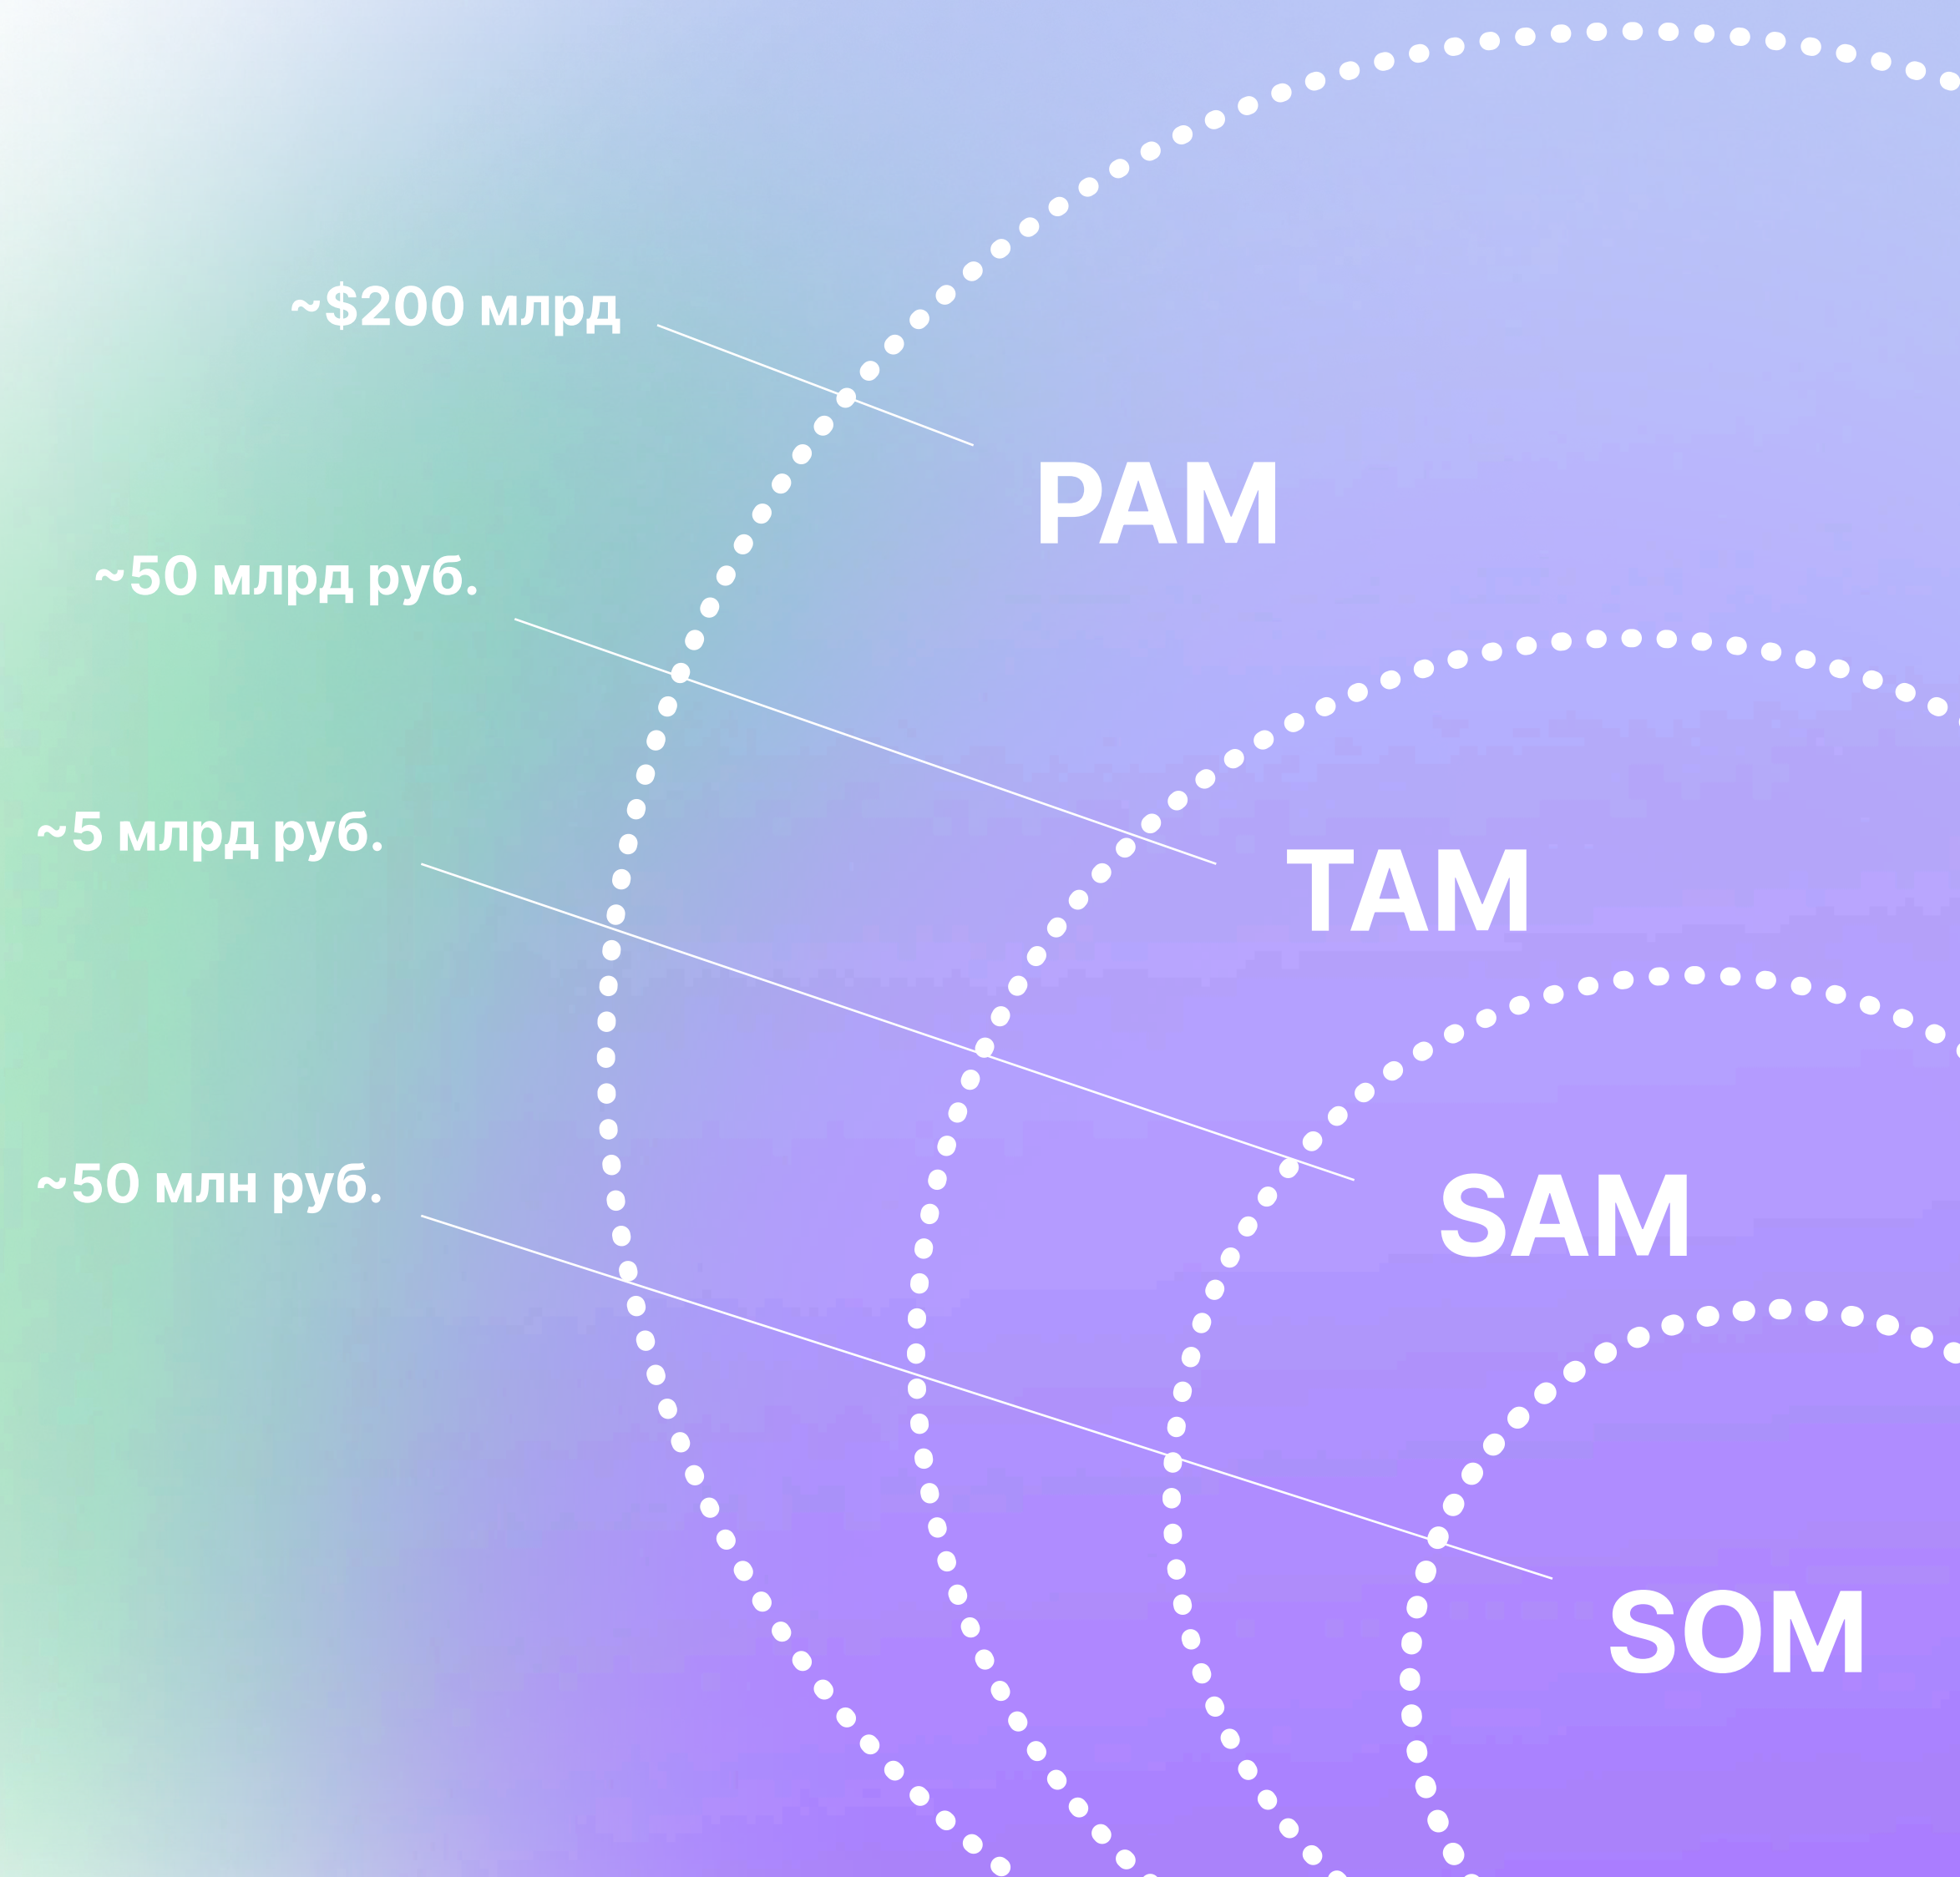 ~$200 млрд
PAM
~50 млрд руб.
TAM
~5 млрд руб.
SAM
~50 млн руб.
SOM